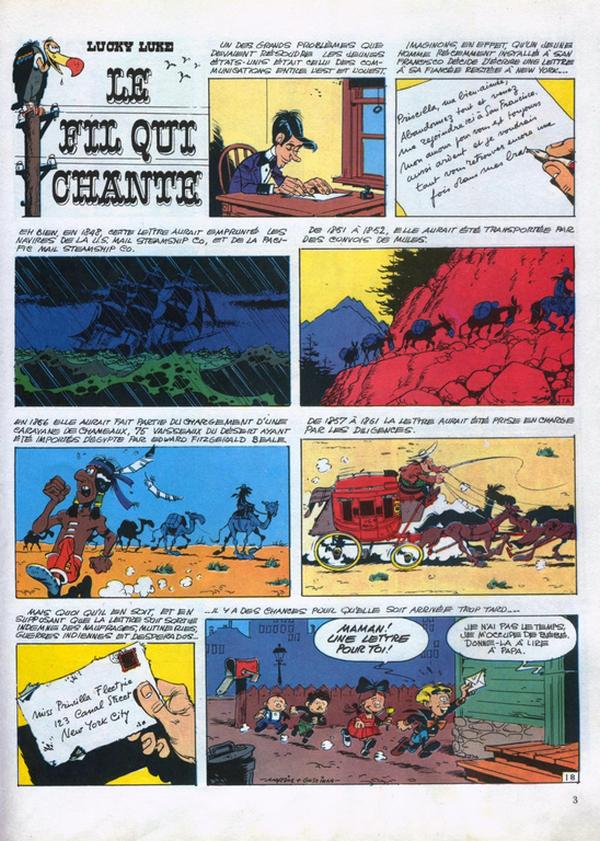 LUCKY LUKE
LE
FIL QUI
CHANTE
UN DES GRANDS PROBLÈMES QUE
DEVAIENT RÉSOUDRE LES JEUNES
ÉTATS-UNIS ÉTAIT CELUI DES COM-
MUNICATIONS ENTRE L'EST ET L'OUEST.
IMAGINONS, EN EFFET, QU'UN JEUNE
HOMME RÉCEMMENT INSTALLÉ À SAN
FRANCISCO DÉCIDE D'ÉCRIRE UNE LETTRE
À SA FIANCÉE RESTÉE À NEW YORK...
Priscilla, ma bien-aimée,
Abandonnez tout et venez
me rejoindre ici à San Francisco.
Mon amour pour vous est toujours
aussi ardent et je voudrais
tant vous retrouver encore une
fois dans mes bras
EH BIEN, EN 1848, CETTE LETTRE AURAIT EMPRUNTÉ LES
NAVIRES DE LA U.S. MAIL STEAMSHIP CO, ET DE LA PACI-
FIC MAIL STEAMSHIP CO.
DE 1851 À 1852, ELLE AURAIT ÉTÉ TRANSPORTÉE PAR
DES CONVOIS DE MULES.
1A
EN 1856 ELLE AURAIT FAIT PARTIE DU CHARGEMENT D'UNE
CARAVANE DE CHAMEAUX, 75 VAISSEAUX DU DÉSERT AYANT
ÉTÉ IMPORTÉS D'EGYPTE PAR EDWARD FITZGERALD BEALE
DE 1857 À 1861 LA LETTRE AURAIT ÉTÉ PRISE EN CHARGE
PAR LES DILIGENCES.
MAIS QUOI QU'IL EN SOIT, ET EN
SUPPOSANT QUE LA LETTRE SOIT SORTIE
INDEMNE DES NAUFRAGES, MUTINERIES,
GUERRES INDIENNES ET DESPERADOS...
Miss Priscilla Fleetpie
123 Canal Street
New York City
...IL Y A DES CHANCES POUR QU'ELLE SOIT ARRIVÉE TROP TARD...
MAMAN!
UNE LETTRE
POUR TOI!
JE N'AI PAS LE TEMPS,
JE M'OCCUPE DE BÉBÉ.
DONNE-LA À LIRE
À PAPA.
MORRIS + GOSCINNY
1B
3